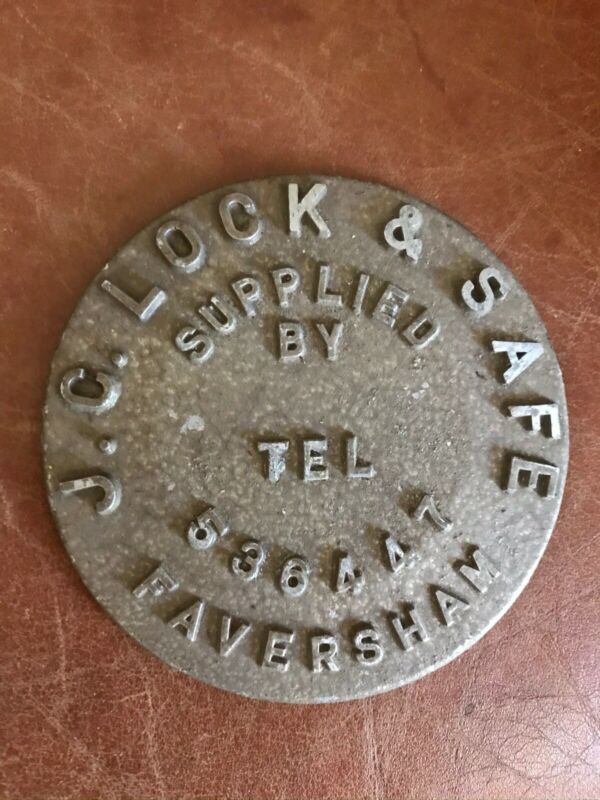 J.C. LOCK & SAFE
SUPPLIED
BY
TEL
536447
FAVERSHAM